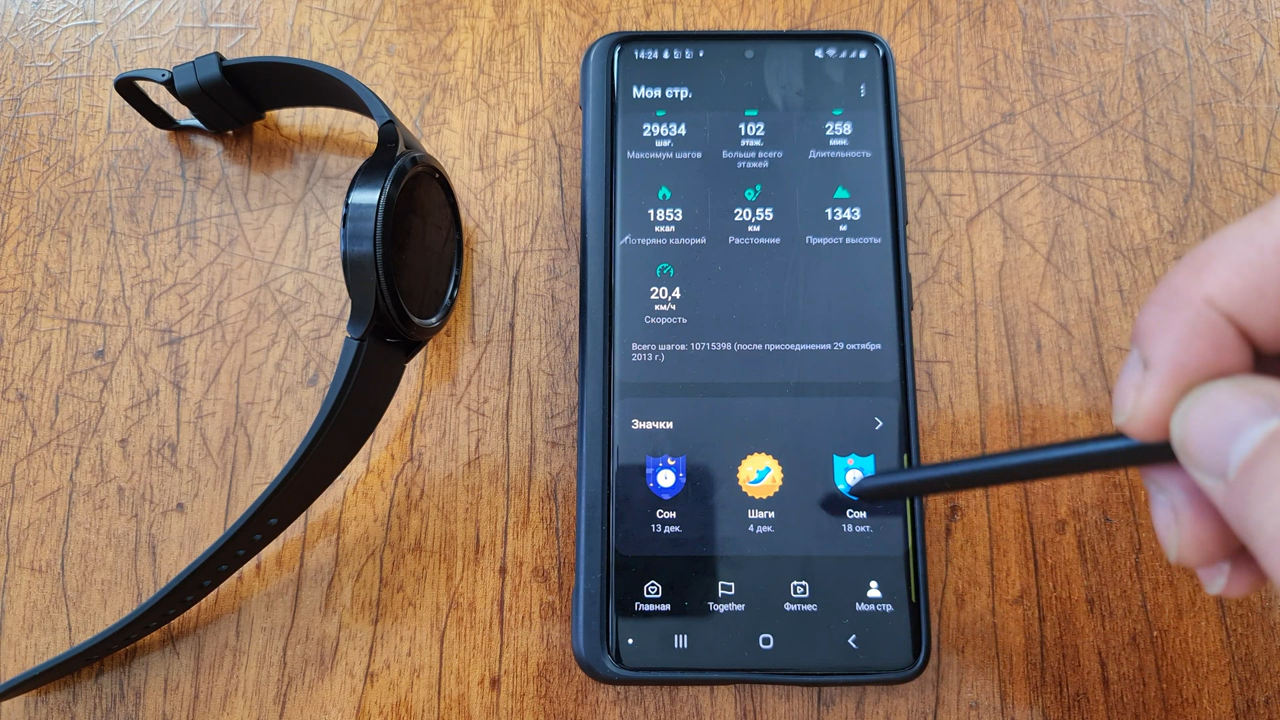 14:24
Моя стр.
29634 102 258
шаг. этаж. мин.
Максимум шагов Больше всего этажей Длительность
1853 20,55 1343
ккал км м
Потеряно калорий Расстояние Прирост высоты
20,4
км/ч
Скорость
Всего шагов: 10715398 (после присоединения 29 октября
2013 г.)
Значки
Сон Шаги Сон
13 дек. 4 дек. 18 окт.
Главная Together Фитнес Моя стр.